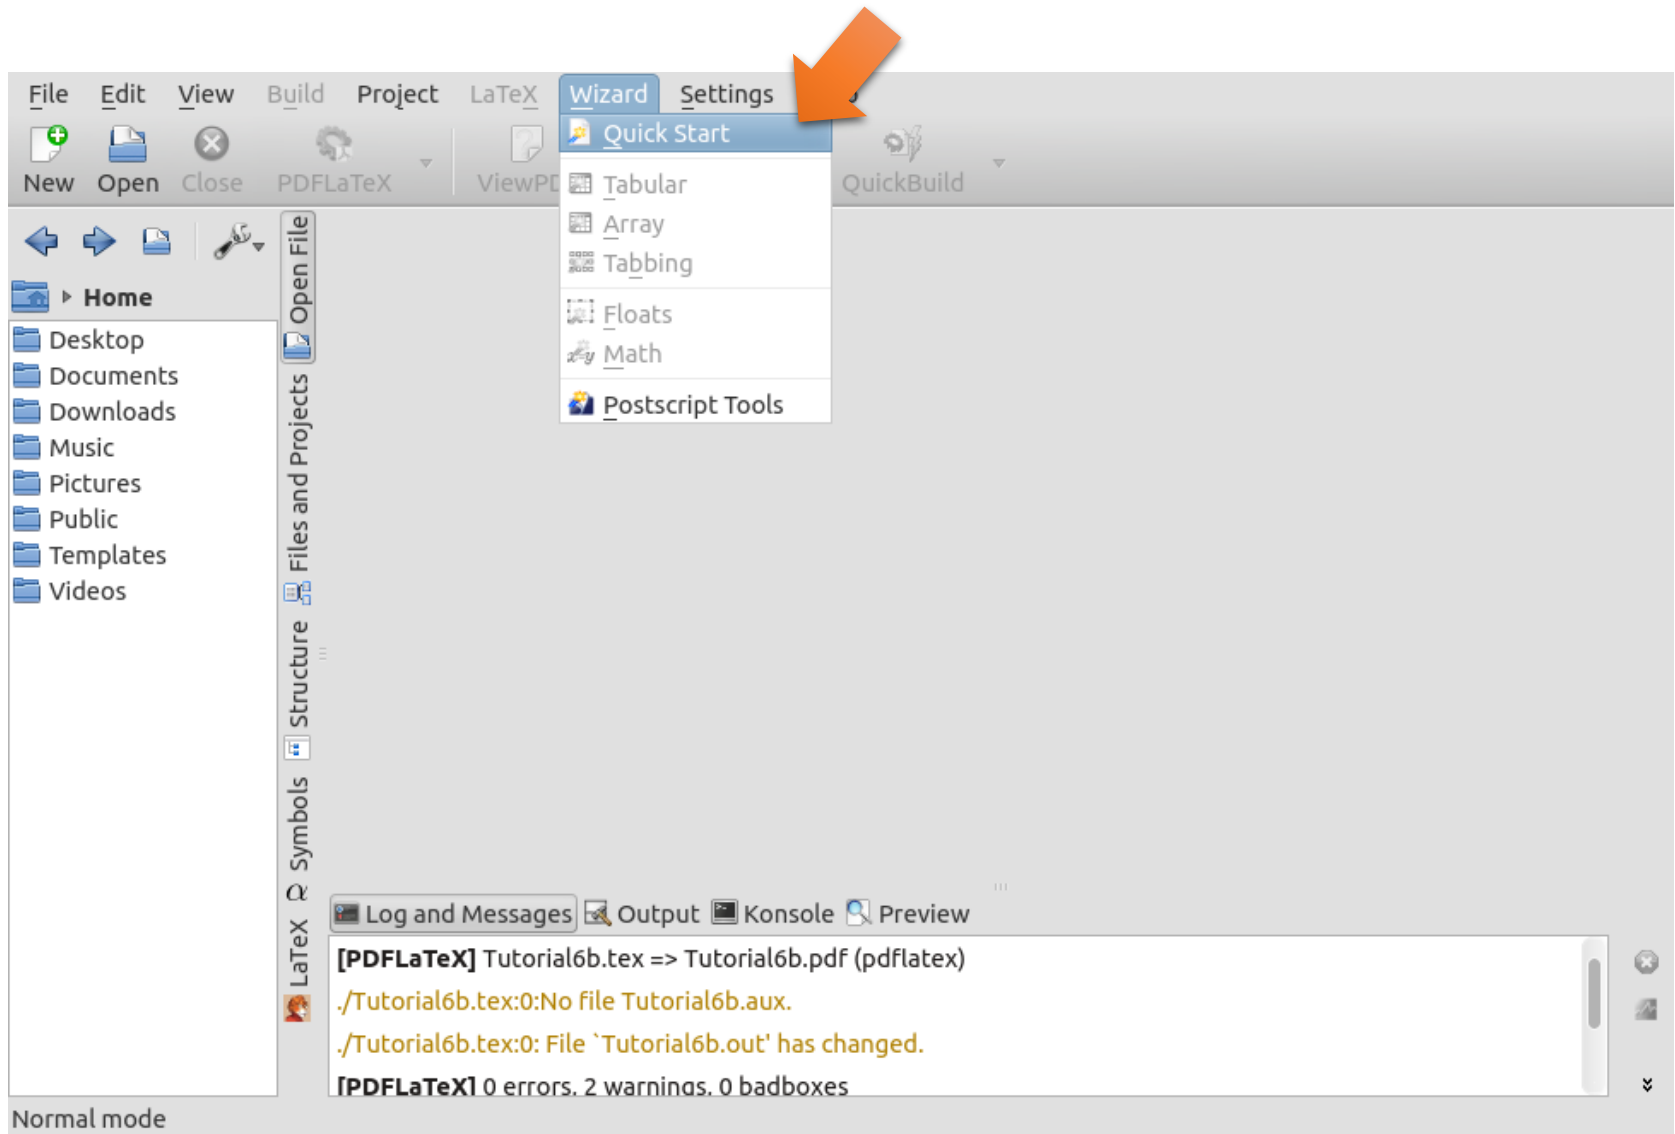 File Edit View Build Project LaTeX Wizard Settings
New Open Close PDFLaTeX QuickBuild
Quick Start
Tabular
Array
Tabbing
Floats
Math
Postscript Tools
Home
Desktop
Documents
Downloads
Music
Pictures
Public
Templates
Videos
Open File
Files and Projects
Structure
α Symbols
LaTeX
Log and Messages Output Konsole Preview
[PDFLaTeX] Tutorial6b.tex => Tutorial6b.pdf (pdflatex)
./Tutorial6b.tex:0:No file Tutorial6b.aux.
./Tutorial6b.tex:0: File `Tutorial6b.out' has changed.
[PDFLaTeX] 0 errors, 2 warnings, 0 badboxes
Normal mode